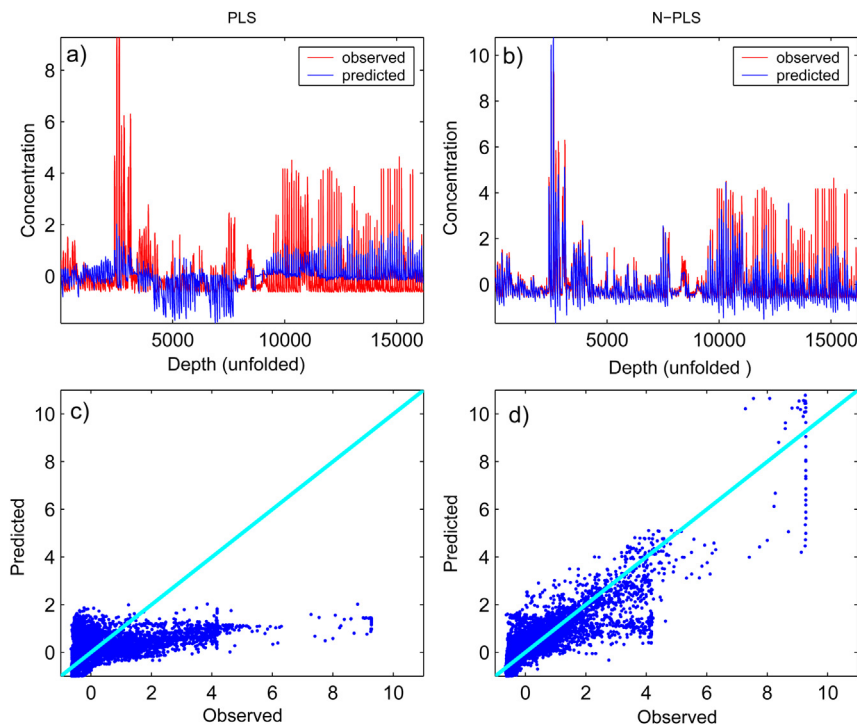 PLS
a)
observed
predicted
8
6
4
2
0
Concentration
5000 10000 15000
Depth (unfolded)
N−PLS
b)
observed
predicted
10
8
6
4
2
0
Concentration
5000 10000 15000
Depth (unfolded )
c)
10
8
6
4
2
0
Predicted
0 2 4 6 8 10
Observed
d)
10
8
6
4
2
0
Predicted
0 2 4 6 8 10
Observed